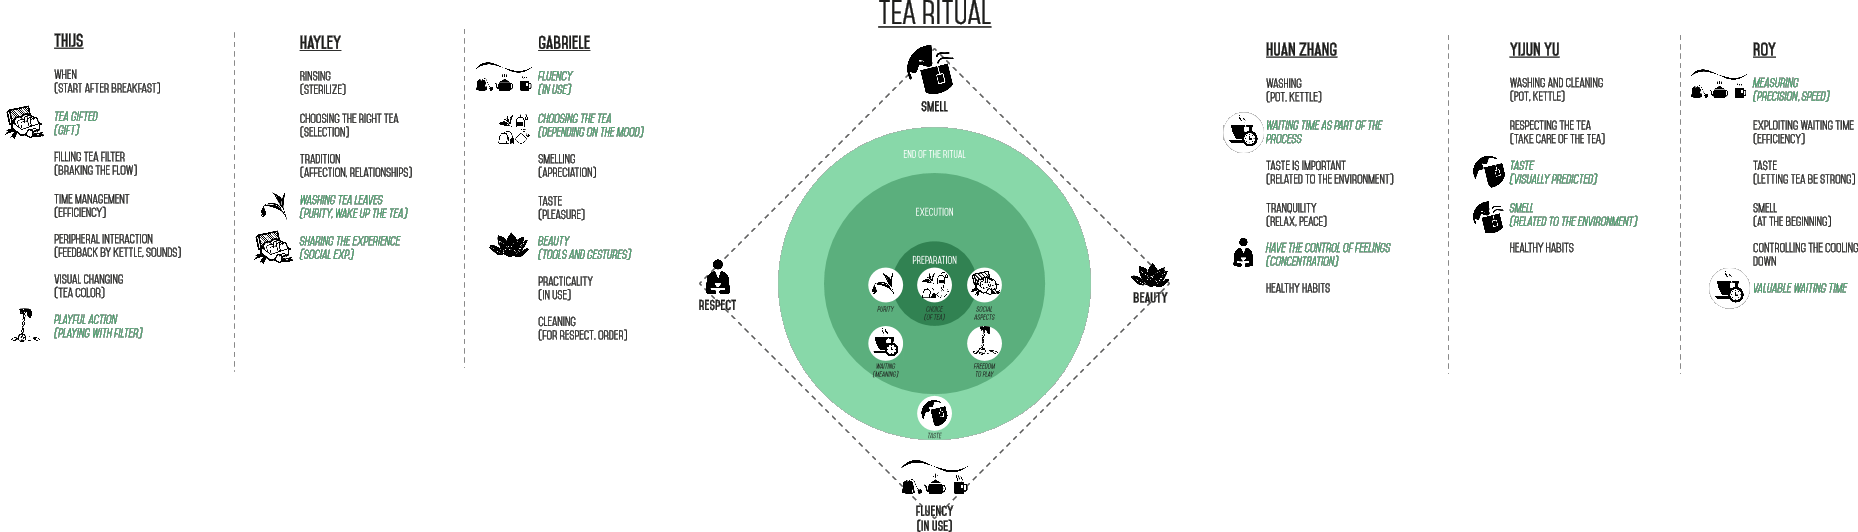 TEA RITUAL
THIJS
WHEN
(START AFTER BREAKFAST)
TEA GIFTED
(GIFT)
FILLING TEA FILTER
(BRAKING THE FLOW)
TIME MANAGEMENT
(EFFICIENCY)
PERIPHERAL INTERACTION
(FEEDBACK BY KETTLE, SOUNDS)
VISUAL CHANGING
(TEA COLOR)
PLAYFUL ACTION
(PLAYING WITH FILTER)
HAYLEY
RINSING
(STERILIZE)
CHOOSING THE RIGHT TEA
(SELECTION)
TRADITION
(AFFECTION, RELATIONSHIPS)
WASHING TEA LEAVES
(PURITY, WAKE UP THE TEA)
SHARING THE EXPERIENCE
(SOCIAL EXP.)
GABRIELE
FLUENCY
(IN USE)
CHOOSING THE TEA
(DEPENDING ON THE MOOD)
SMELLING
(APRECIATION)
TASTE
(PLEASURE)
BEAUTY
(TOOLS AND GESTURES)
PRACTICALITY
(IN USE)
CLEANING
(FOR RESPECT, ORDER)
SMELL
END OF THE RITUAL
EXECUTION
PREPARATION
PURITY
CHOICE
(OF TEA)
SOCIAL
ASPECTS
WAITING
(MEANING)
FREEDOM
TO PLAY
TASTE
RESPECT
BEAUTY
FLUENCY
(IN USE)
HUAN ZHANG
WASHING
(POT, KETTLE)
WAITING TIME AS PART OF THE
PROCESS
TASTE IS IMPORTANT
(RELATED TO THE ENVIRONMENT)
TRANQUILITY
(RELAX, PEACE)
HAVE THE CONTROL OF FEELINGS
(CONCENTRATION)
HEALTHY HABITS
YIJUN YU
WASHING AND CLEANING
(POT, KETTLE)
RESPECTING THE TEA
(TAKE CARE OF THE TEA)
TASTE
(VISUALLY PREDICTED)
SMELL
(RELATED TO THE ENVIRONMENT)
HEALTHY HABITS
ROY
MEASURING
(PRECISION, SPEED)
EXPLOITING WAITING TIME
(EFFICIENCY)
TASTE
(LETTING TEA BE STRONG)
SMELL
(AT THE BEGINNING)
CONTROLLING THE COOLING
DOWN
VALUABLE WAITING TIME